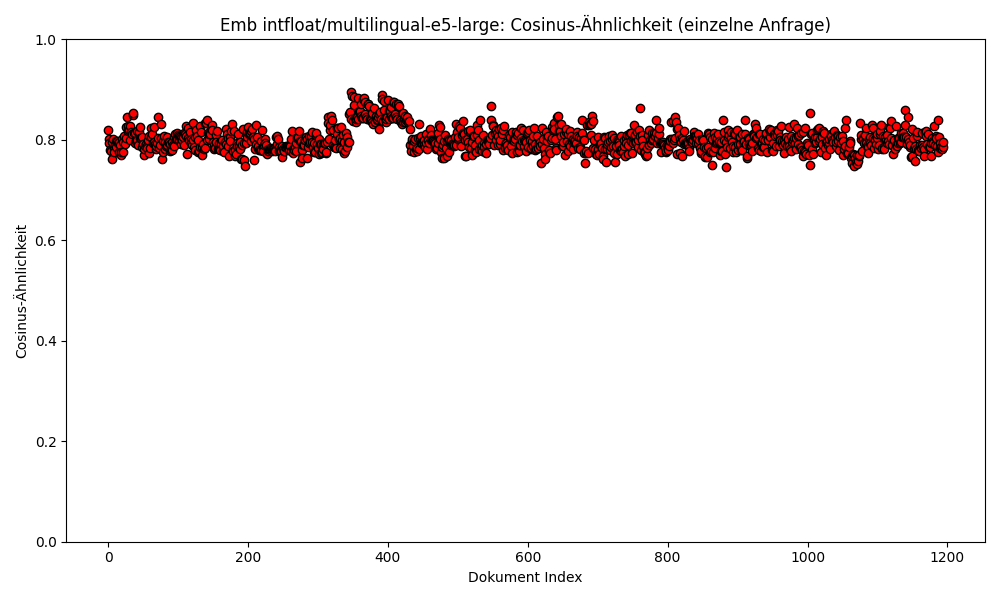 Emb intfloat/multilingual-e5-large: Cosinus-Ähnlichkeit (einzelne Anfrage)
1.0
0.8
0.6
0.4
0.2
0.0
Cosinus-Ähnlichkeit
0 200 400 600 800 1000 1200
Dokument Index